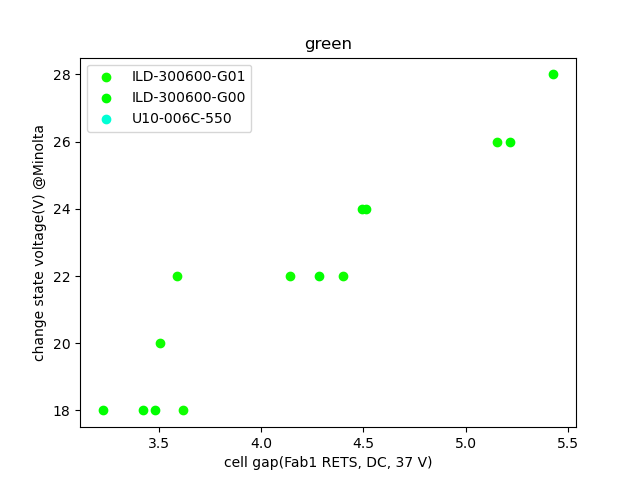 green
ILD-300600-G01
ILD-300600-G00
U10-006C-550
change state voltage(V) @Minolta
28
26
24
22
20
18
3.5 4.0 4.5 5.0 5.5
cell gap(Fab1 RETS, DC, 37 V)